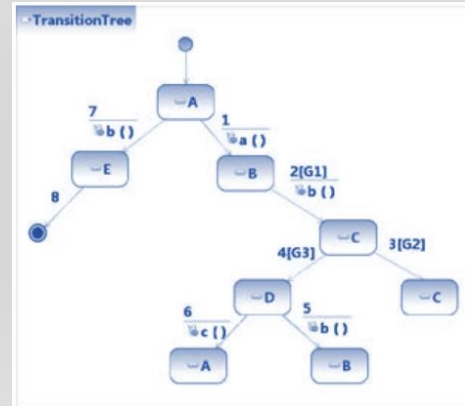 TransitionTree
A
7
b ( )
1
a ( )
E
B
2[G1]
b ( )
8
C
4[G3]
3[G2]
D
C
6
c ( )
5
b ( )
A
B